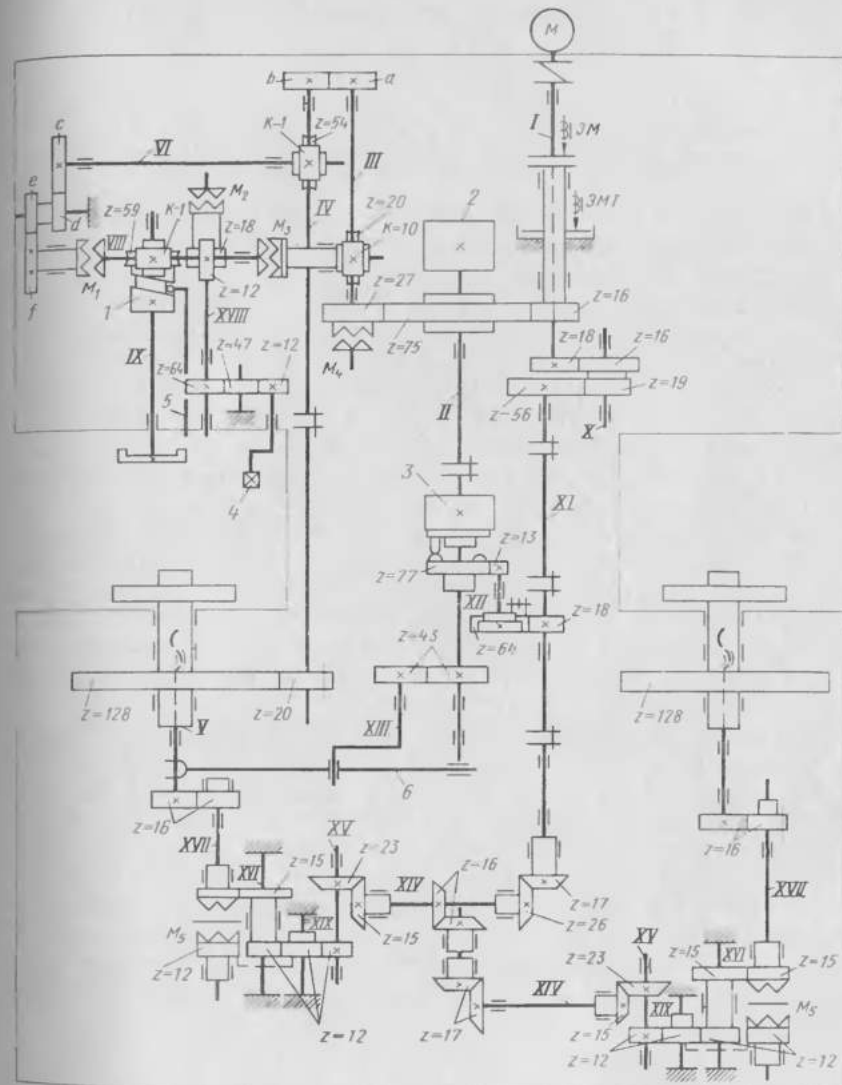 M
I
ЭМ
ЭМТ
b
a
z=54
K-1
c
VI
III
e
d
M₂
z=59
K-1
z=18
M₃
IV
z=20
K=10
2
VIII
z=27
z=16
f
M₁
1
z=12
XVIII
z=75
z=18
z=16
IX
z=64
z=47
z=12
M₄
z=19
z-56
II
X
5
4
3
XI
z=13
z=77
XII
z=18
z=64
z=43
z=128
z=20
z=128
V
XIII
6
z=16
z=16
XVII
XV
z=23
z=16
XVII
XVI
z=15
XIV
z=17
M₅
XIX
z=15
z=26
z=12
z=23
XV
XVI
z=15
z=15
z=12
z=17
XIV
XIX
M₅
z=15
z=12
z=12